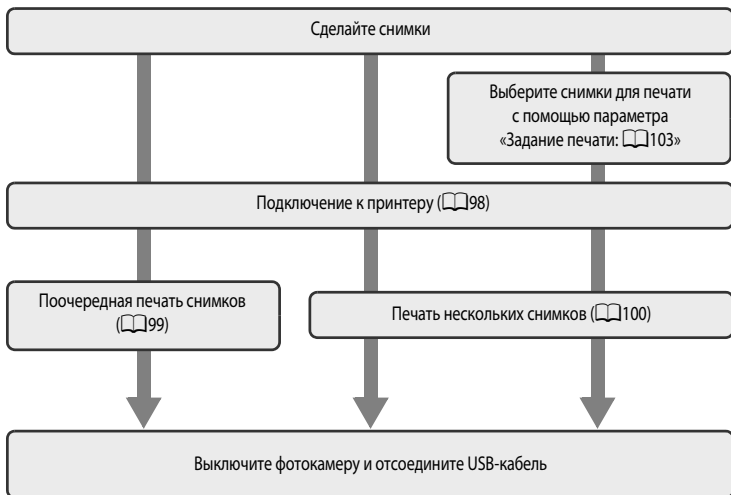 Сделайте снимки
Выберите снимки для печати
с помощью параметра
«Задание печати: 103»
Подключение к принтеру (98)
Поочередная печать снимков
(99)
Печать нескольких снимков (100)
Выключите фотокамеру и отсоедините USB-кабель